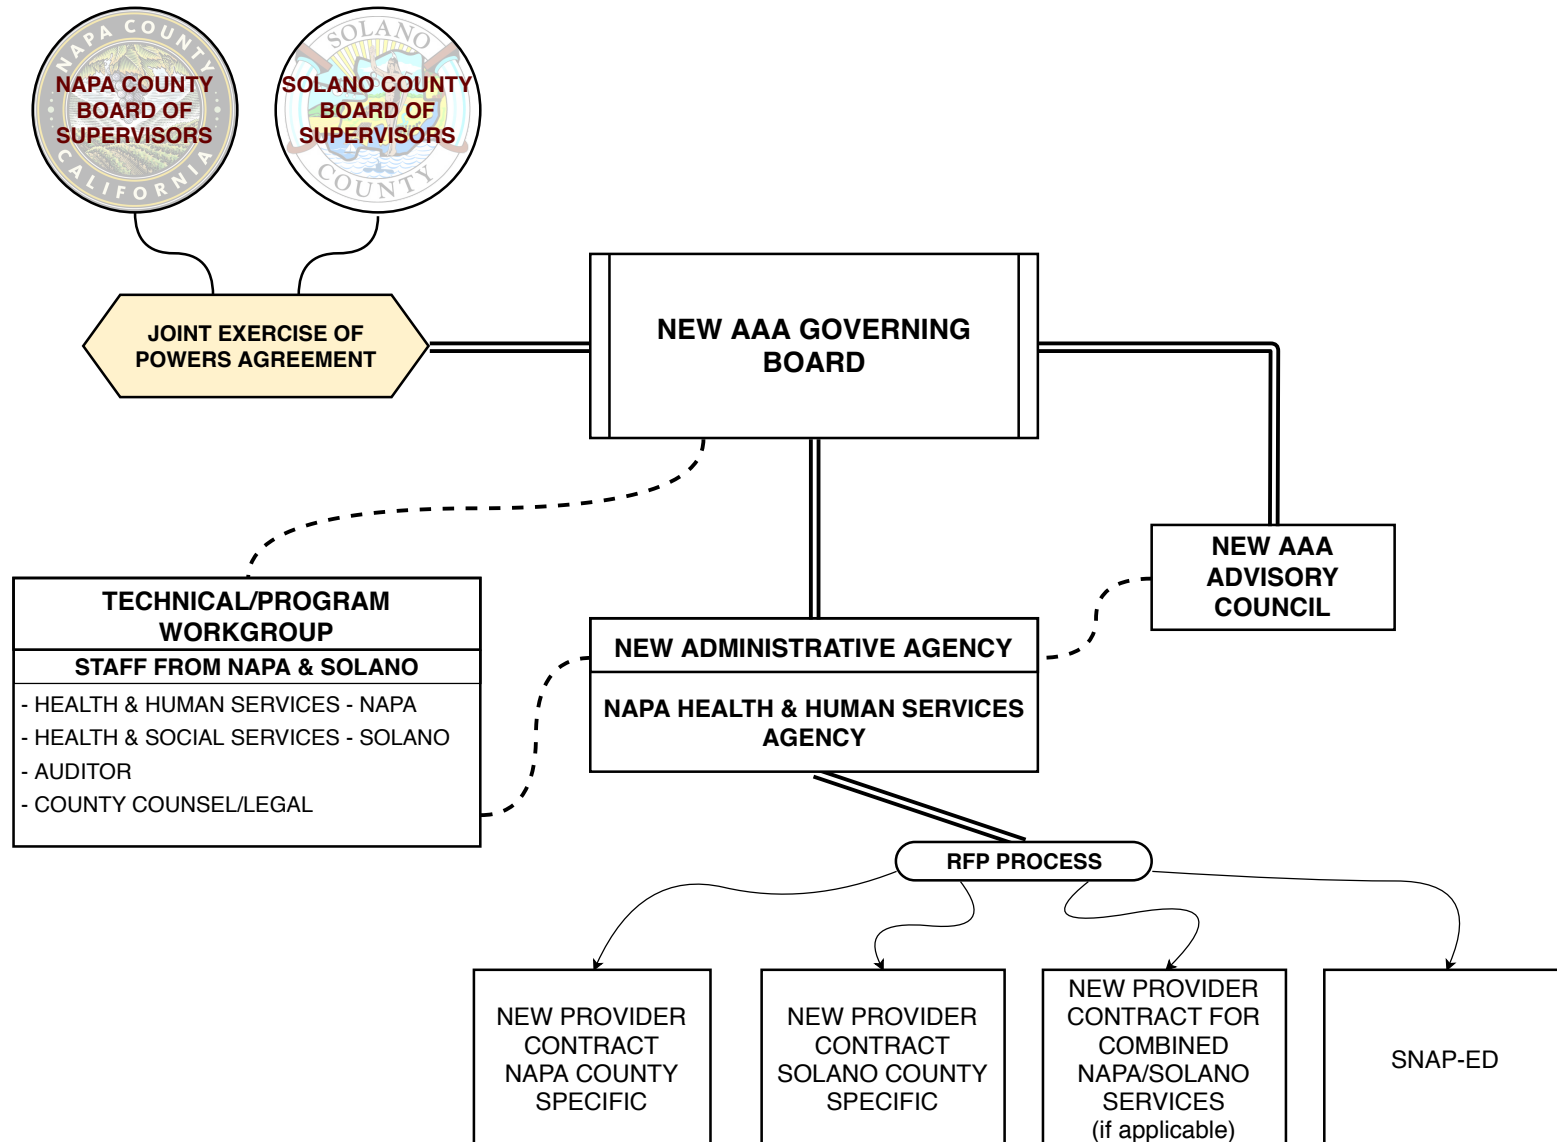 NAPA COUNTY
CALIFORNIA
NAPA COUNTY
BOARD OF
SUPERVISORS
SOLANO
COUNTY
SOLANO COUNTY
BOARD OF
SUPERVISORS
JOINT EXERCISE OF
POWERS AGREEMENT
NEW AAA GOVERNING
BOARD
NEW AAA
ADVISORY
COUNCIL
TECHNICAL/PROGRAM
WORKGROUP
STAFF FROM NAPA & SOLANO
- HEALTH & HUMAN SERVICES - NAPA
- HEALTH & SOCIAL SERVICES - SOLANO
- AUDITOR
- COUNTY COUNSEL/LEGAL
NEW ADMINISTRATIVE AGENCY
NAPA HEALTH & HUMAN SERVICES
AGENCY
RFP PROCESS
NEW PROVIDER
CONTRACT
NAPA COUNTY
SPECIFIC
NEW PROVIDER
CONTRACT
SOLANO COUNTY
SPECIFIC
NEW PROVIDER
CONTRACT FOR
COMBINED
NAPA/SOLANO
SERVICES
(if applicable)
SNAP-ED